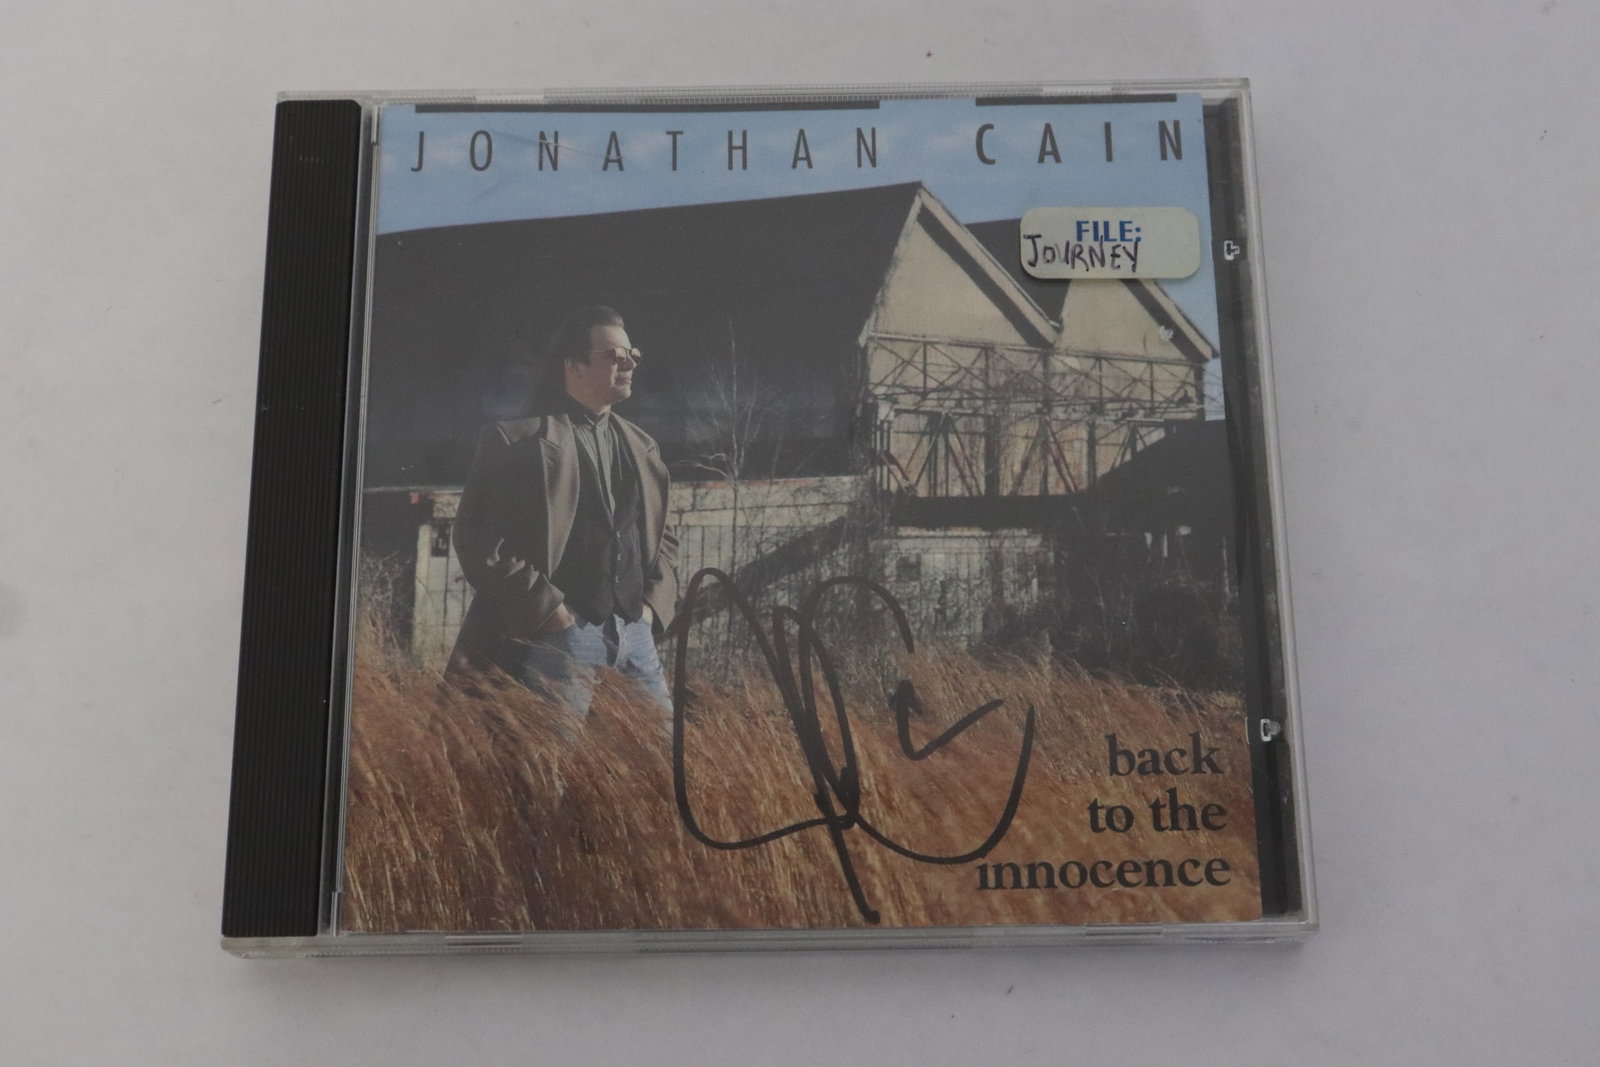 JONATHAN CAIN
FILE:
JOURNEY
back
to the
innocence